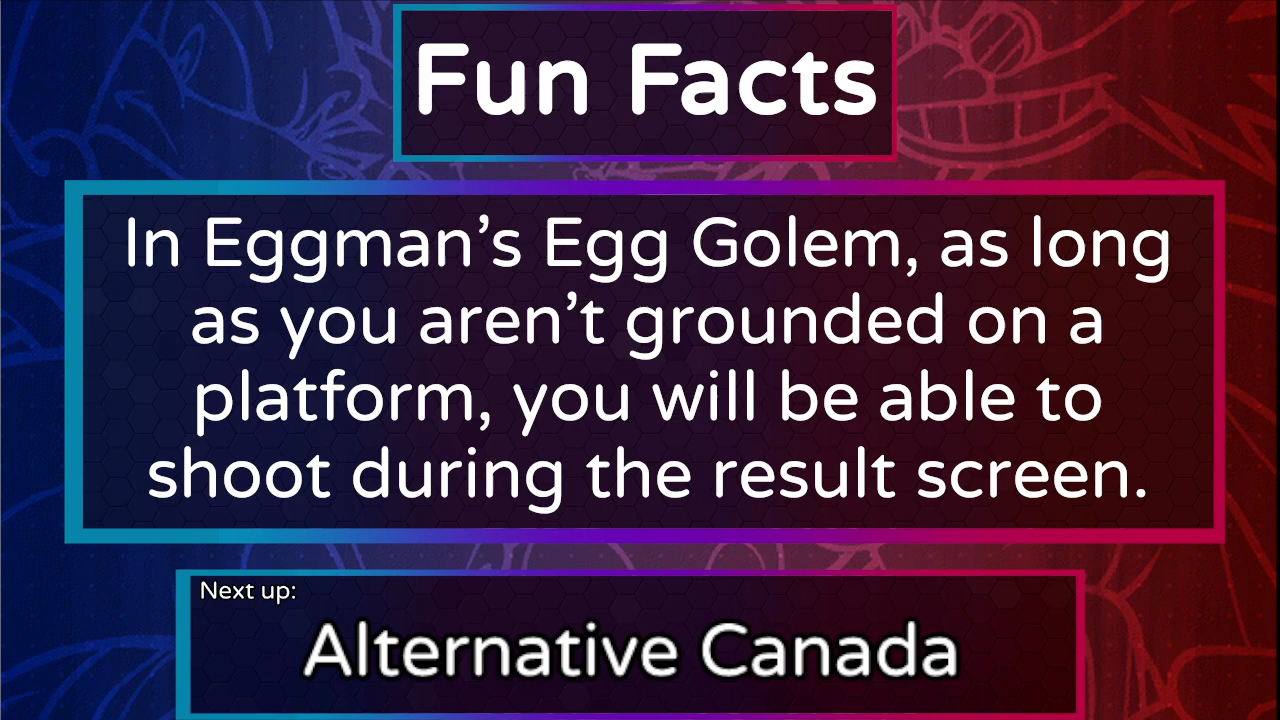 Fun Facts
In Eggman’s Egg Golem, as long
as you aren’t grounded on a
platform, you will be able to
shoot during the result screen.
Next up:
Alternative Canada